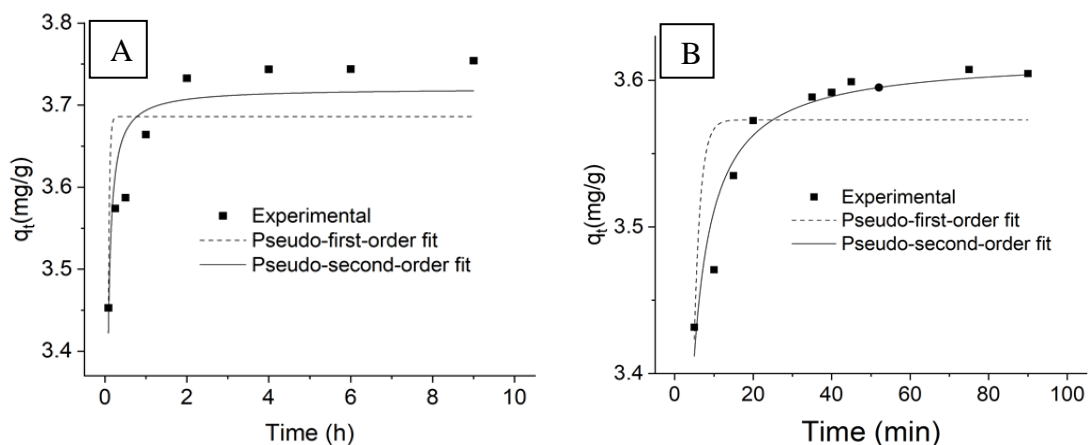 A
3.8
3.7
3.6
3.5
3.4
qt(mg/g)
Experimental
Pseudo-first-order fit
Pseudo-second-order fit
0 2 4 6 8 10
Time (h)
B
3.6
3.5
3.4
qt(mg/g)
Experimental
Pseudo-first-order fit
Pseudo-second-order fit
0 20 40 60 80 100
Time (min)